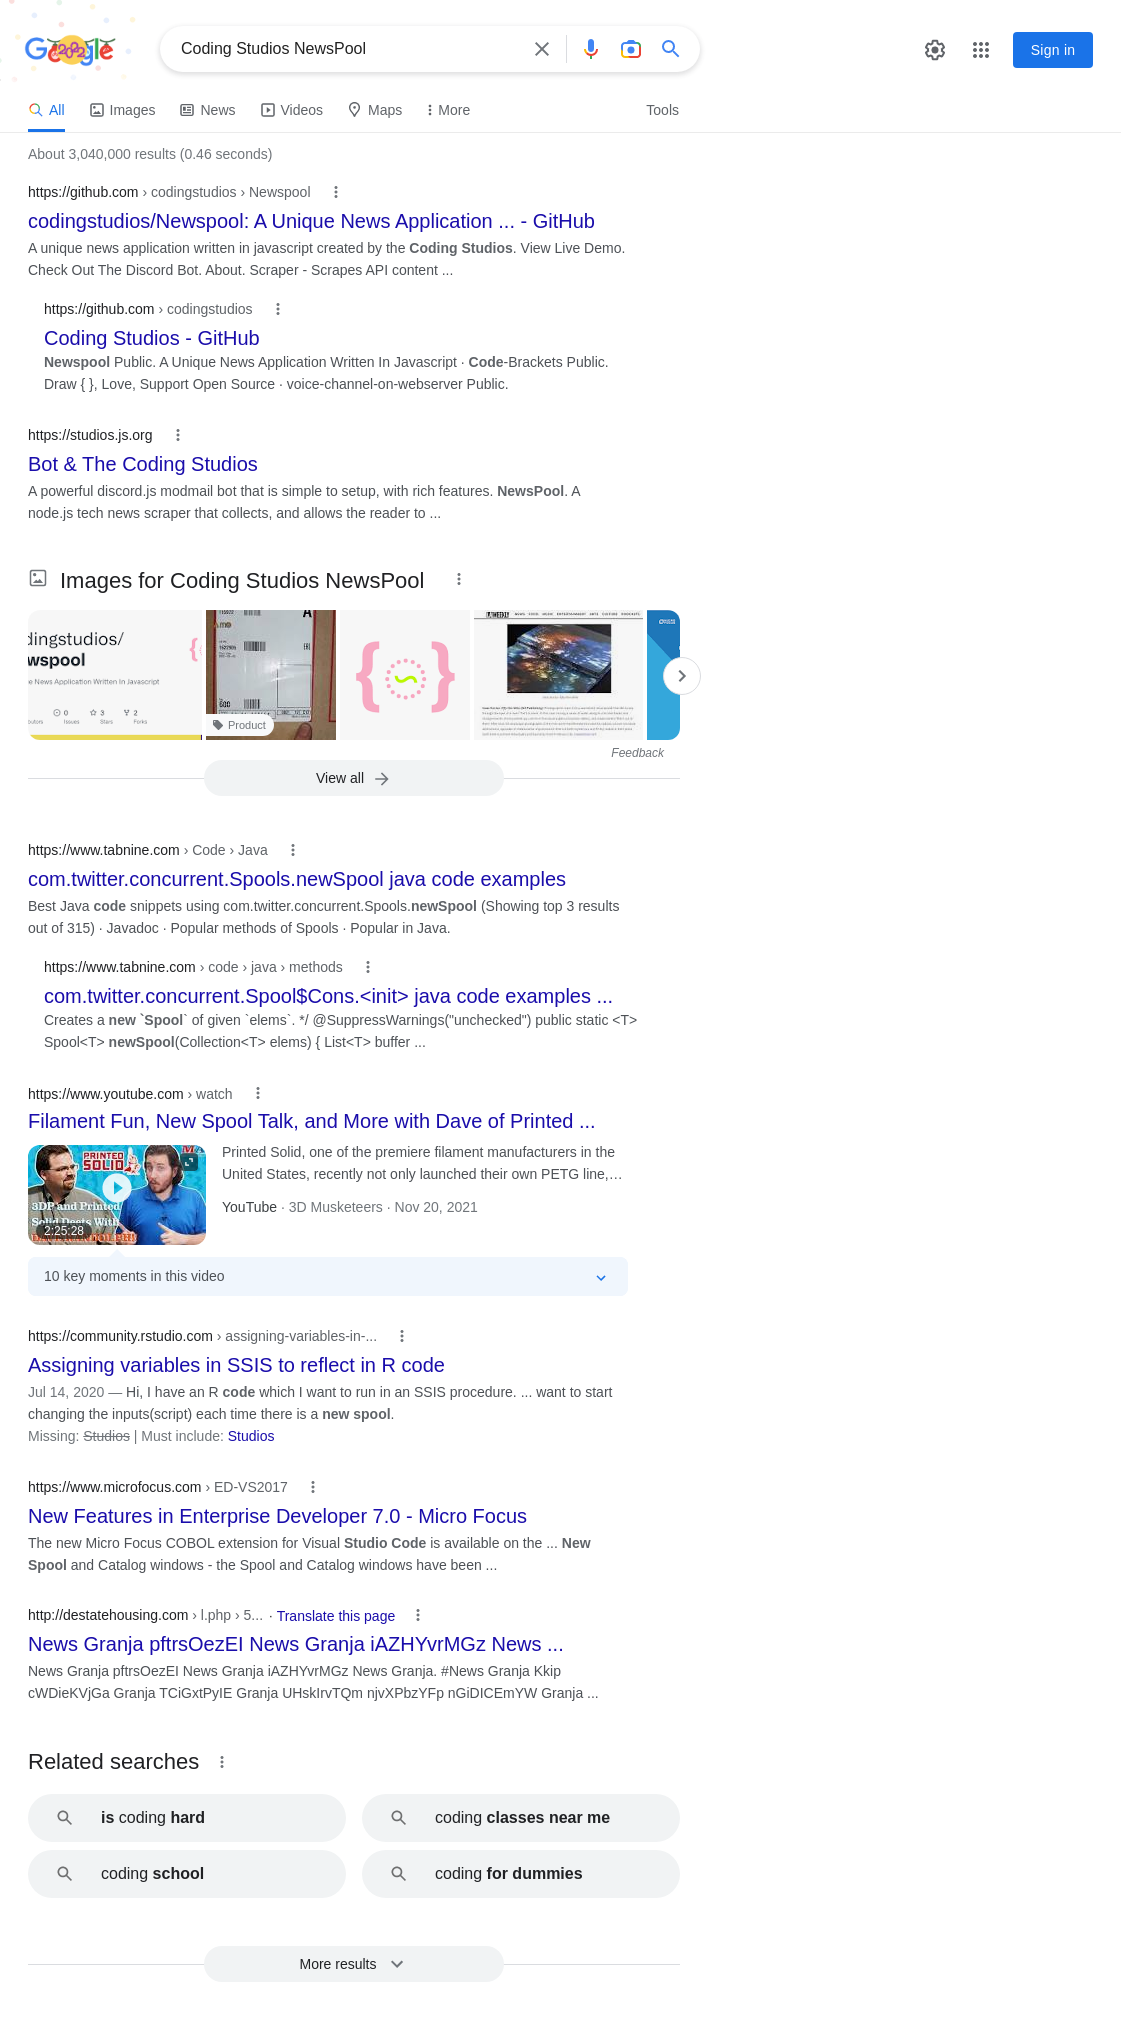 Google
Coding Studios NewsPool
Sign in
All
Images
News
Videos
Maps
More
Tools
About 3,040,000 results (0.46 seconds)
https://github.com › codingstudios › Newspool
codingstudios/Newspool: A Unique News Application ... - GitHub
A unique news application written in javascript created by the Coding Studios. View Live Demo.
Check Out The Discord Bot. About. Scraper - Scrapes API content ...
https://github.com › codingstudios
Coding Studios - GitHub
Newspool Public. A Unique News Application Written In Javascript · Code-Brackets Public.
Draw { }, Love, Support Open Source · voice-channel-on-webserver Public.
https://studios.js.org
Bot & The Coding Studios
A powerful discord.js modmail bot that is simple to setup, with rich features. NewsPool. A
node.js tech news scraper that collects, and allows the reader to ...
Images for Coding Studios NewsPool
dingstudios/
wspool
e News Application Written In Javascript
0
3
2
Issues
Stars
Forks
Product
Feedback
View all
https://www.tabnine.com › Code › Java
com.twitter.concurrent.Spools.newSpool java code examples
Best Java code snippets using com.twitter.concurrent.Spools.newSpool (Showing top 3 results
out of 315) · Javadoc · Popular methods of Spools · Popular in Java.
https://www.tabnine.com › code › java › methods
com.twitter.concurrent.Spool$Cons.<init> java code examples ...
Creates a new `Spool` of given `elems`. */ @SuppressWarnings("unchecked") public static <T>
Spool<T> newSpool(Collection<T> elems) { List<T> buffer ...
https://www.youtube.com › watch
Filament Fun, New Spool Talk, and More with Dave of Printed ...
PRINTED
SOLID
3DP and Printed
Solid Deets With
2:25:28
Printed Solid, one of the premiere filament manufacturers in the
United States, recently not only launched their own PETG line,…
YouTube · 3D Musketeers · Nov 20, 2021
10 key moments in this video
https://community.rstudio.com › assigning-variables-in-...
Assigning variables in SSIS to reflect in R code
Jul 14, 2020 — Hi, I have an R code which I want to run in an SSIS procedure. ... want to start
changing the inputs(script) each time there is a new spool.
Missing: Studios | Must include: Studios
https://www.microfocus.com › ED-VS2017
New Features in Enterprise Developer 7.0 - Micro Focus
The new Micro Focus COBOL extension for Visual Studio Code is available on the ... New
Spool and Catalog windows - the Spool and Catalog windows have been ...
http://destatehousing.com › l.php › 5... · Translate this page
News Granja pftrsOezEI News Granja iAZHYvrMGz News ...
News Granja pftrsOezEI News Granja iAZHYvrMGz News Granja. #News Granja Kkip
cWDieKVjGa Granja TCiGxtPyIE Granja UHskIrvTQm njvXPbzYFp nGiDICEmYW Granja ...
Related searches
is coding hard
coding classes near me
coding school
coding for dummies
More results